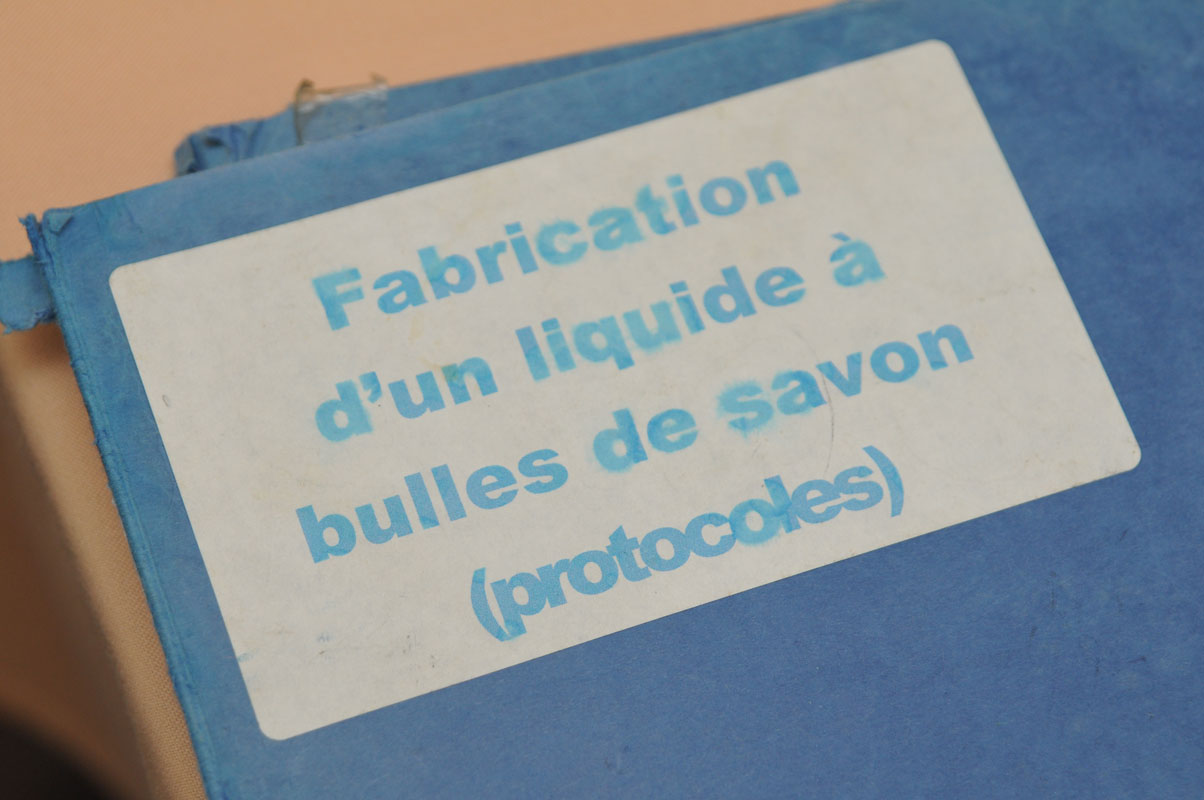 Fabrication
d’un liquide à
bulles de savon
(protocoles)